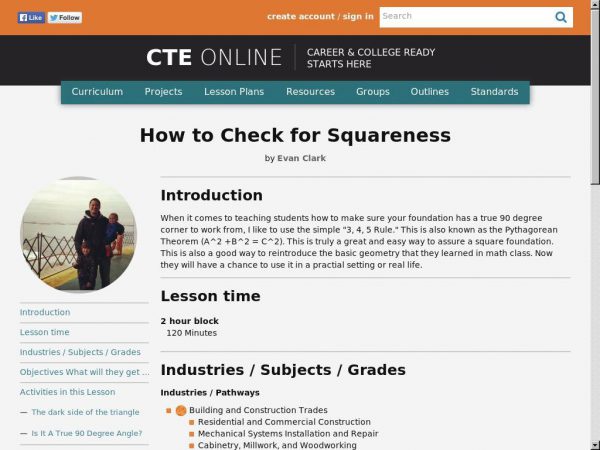 Like
Follow
create account / sign in
Search
CTE ONLINE
CAREER & COLLEGE READY
STARTS HERE
Curriculum
Projects
Lesson Plans
Resources
Groups
Outlines
Standards
How to Check for Squareness
by Evan Clark
Introduction
Lesson time
Industries / Subjects / Grades
Objectives What will they get ...
Activities in this Lesson
— The dark side of the triangle
— Is It A True 90 Degree Angle?
Introduction
When it comes to teaching students how to make sure your foundation has a true 90 degree
corner to work from, I like to use the simple "3, 4, 5 Rule." This is also known as the Pythagorean
Theorem (A^2 +B^2 = C^2). This is truly a great and easy way to assure a square foundation.
This is also a good way to reintroduce the basic geometry that they learned in math class. Now
they will have a chance to use it in a practial setting or real life.
Lesson time
2 hour block
120 Minutes
Industries / Subjects / Grades
Industries / Pathways
Building and Construction Trades
Residential and Commercial Construction
Mechanical Systems Installation and Repair
Cabinetry, Millwork, and Woodworking